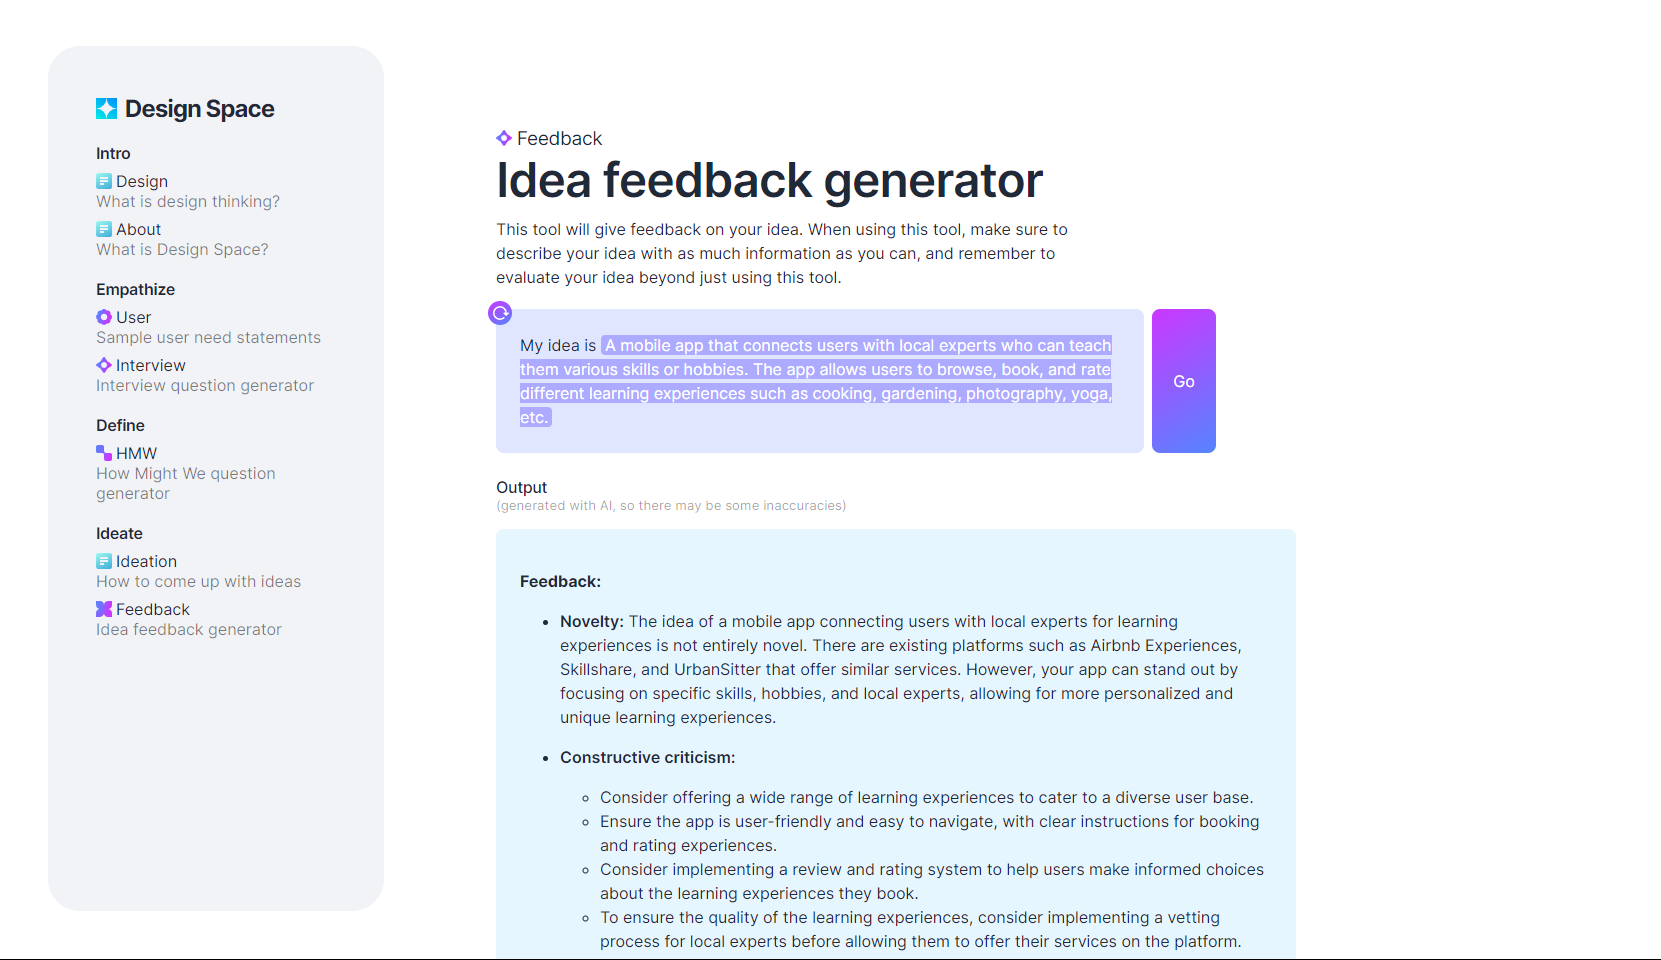 Design Space
Intro
Design
What is design thinking?
About
What is Design Space?
Empathize
User
Sample user need statements
Interview
Interview question generator
Define
HMW
How Might We question
generator
Ideate
Ideation
How to come up with ideas
Feedback
Idea feedback generator
Feedback
Idea feedback generator
This tool will give feedback on your idea. When using this tool, make sure to
describe your idea with as much information as you can, and remember to
evaluate your idea beyond just using this tool.
My idea is A mobile app that connects users with local experts who can teach
them various skills or hobbies. The app allows users to browse, book, and rate
different learning experiences such as cooking, gardening, photography, yoga,
etc.
Go
Output
(generated with AI, so there may be some inaccuracies)
Feedback:
• Novelty: The idea of a mobile app connecting users with local experts for learning
experiences is not entirely novel. There are existing platforms such as Airbnb Experiences,
Skillshare, and UrbanSitter that offer similar services. However, your app can stand out by
focusing on specific skills, hobbies, and local experts, allowing for more personalized and
unique learning experiences.
• Constructive criticism:
◦ Consider offering a wide range of learning experiences to cater to a diverse user base.
◦ Ensure the app is user-friendly and easy to navigate, with clear instructions for booking
and rating experiences.
◦ Consider implementing a review and rating system to help users make informed choices
about the learning experiences they book.
◦ To ensure the quality of the learning experiences, consider implementing a vetting
process for local experts before allowing them to offer their services on the platform.